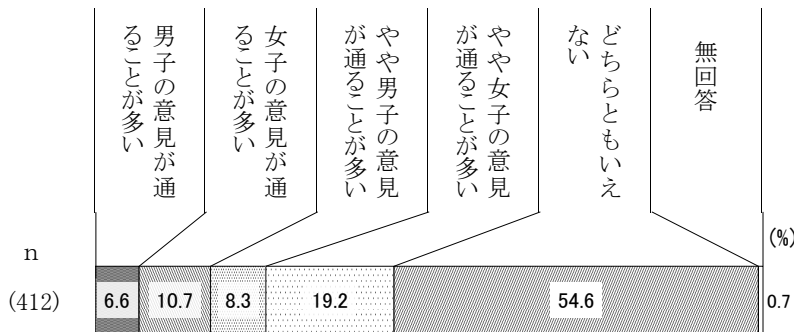 男子の意見が通
ることが多い
女子の意見が通
ることが多い
やや男子の意見
が通ることが多い
やや女子の意見
が通ることが多い
どちらともいえ
ない
無回答
(%)
n
(412)
6.6
10.7
8.3
19.2
54.6
0.7